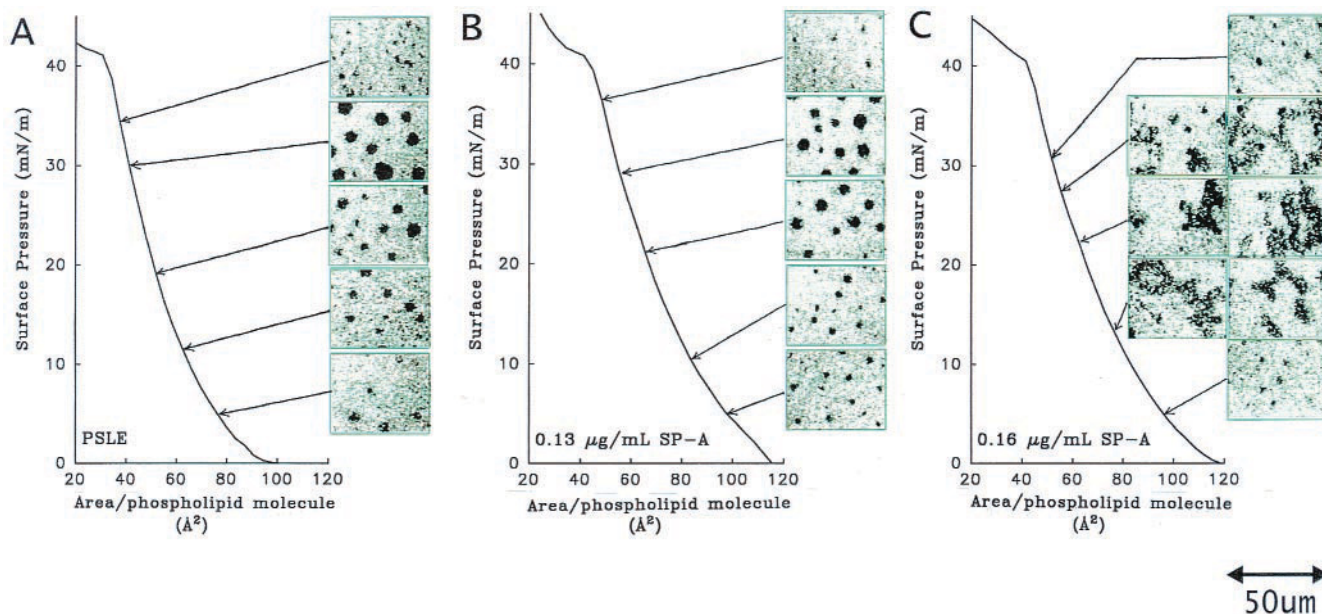 A
Surface Pressure (mN/m)
40
30
20
10
0
PSLE
20 40 60 80 100 120
Area/phospholipid molecule
(Å²)
B
Surface Pressure (mN/m)
40
30
20
10
0
0.13 µg/mL SP-A
20 40 60 80 100 120
Area/phospholipid molecule
(Å²)
C
Surface Pressure (mN/m)
40
30
20
10
0
0.16 µg/mL SP-A
20 40 60 80 100 120
Area/phospholipid molecule
(Å²)
50um